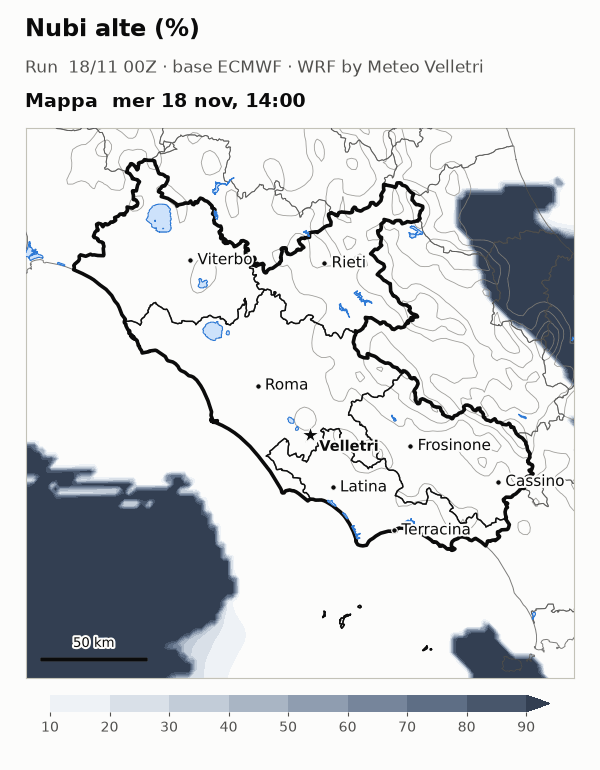 Nubi alte (%)
Run  18/11 00Z · base ECMWF · WRF by Meteo Velletri
Mappa  mer 18 nov, 14:00
Viterbo
Rieti
Roma
Velletri
Frosinone
Latina
Cassino
Terracina
50 km
10 20 30 40 50 60 70 80 90